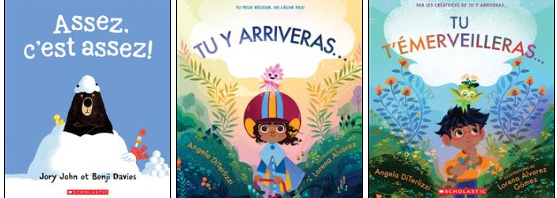 Assez,
c'est assez!
Jory John et Benji Davies
SCHOLASTIC
TU PEUX RÉUSSIR. NE LÂCHE PAS!
TU Y ARRIVERAS...
Angela DiTerlizzi
Lorena Alvarez
PAR LES CRÉATRICES DE TU Y ARRIVERAS...
TU
T'ÉMERVEILLERAS...
Angela DiTerlizzi
Lorena Alvarez
Gómez
SCHOLASTIC